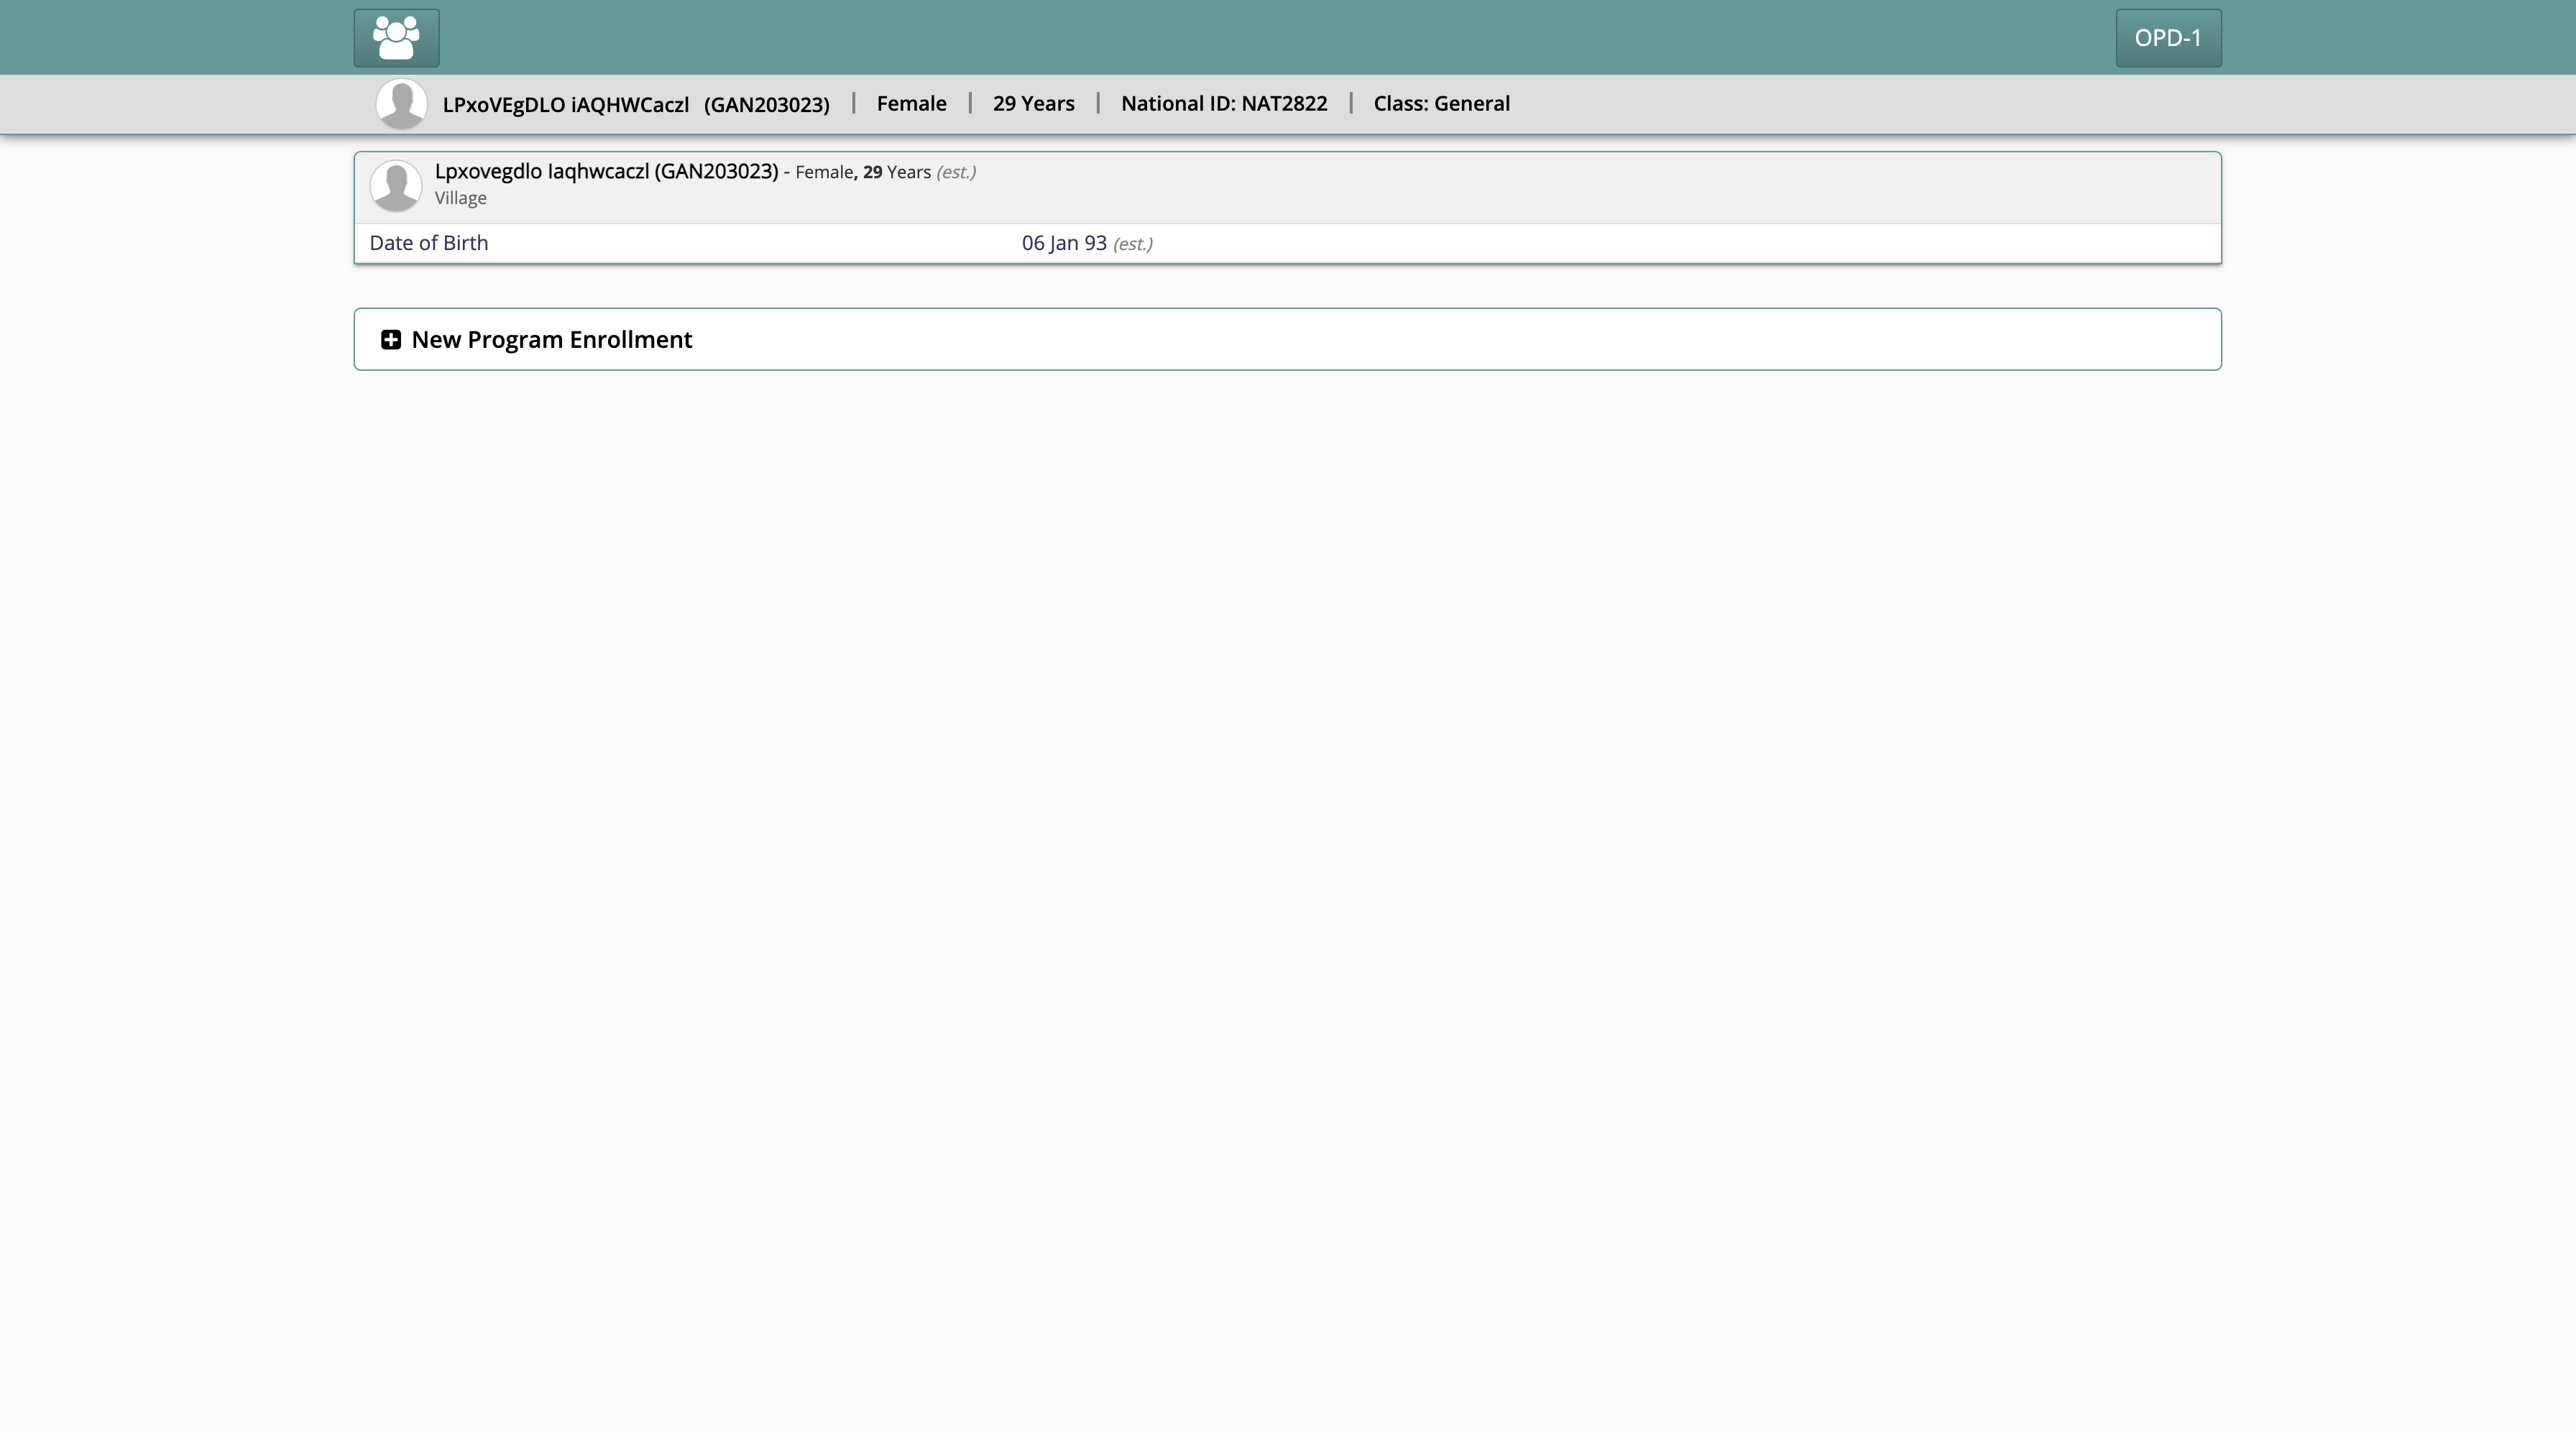 OPD-1
LPxoVEgDLO iAQHWCaczl (GAN203023) | Female | 29 Years | National ID: NAT2822 | Class: General
Lpxovegdlo Iaqhwcaczl (GAN203023) - Female, 29 Years (est.)
Village
Date of Birth 06 Jan 93 (est.)
New Program Enrollment